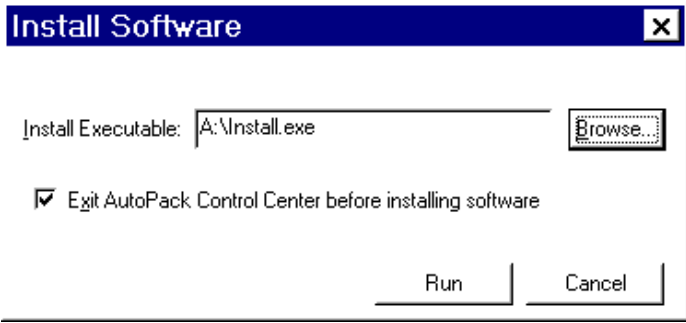 Install Software
Install Executable: A:\Install.exe Browse...
Exit AutoPack Control Center before installing software
Run Cancel